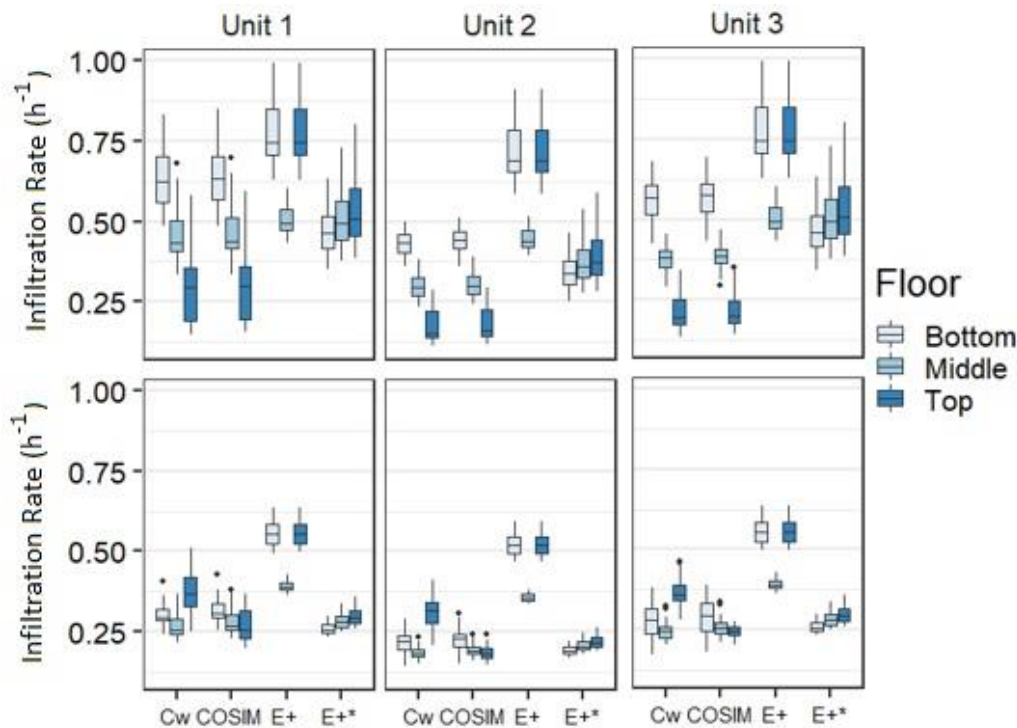 Unit 1 Unit 2 Unit 3
Infiltration Rate (h⁻¹)
1.00
0.75
0.50
0.25
Floor
Bottom
Middle
Top
Infiltration Rate (h⁻¹)
1.00
0.75
0.50
0.25
Cw COSIM E+ E+* Cw COSIM E+ E+* Cw COSIM E+ E+*